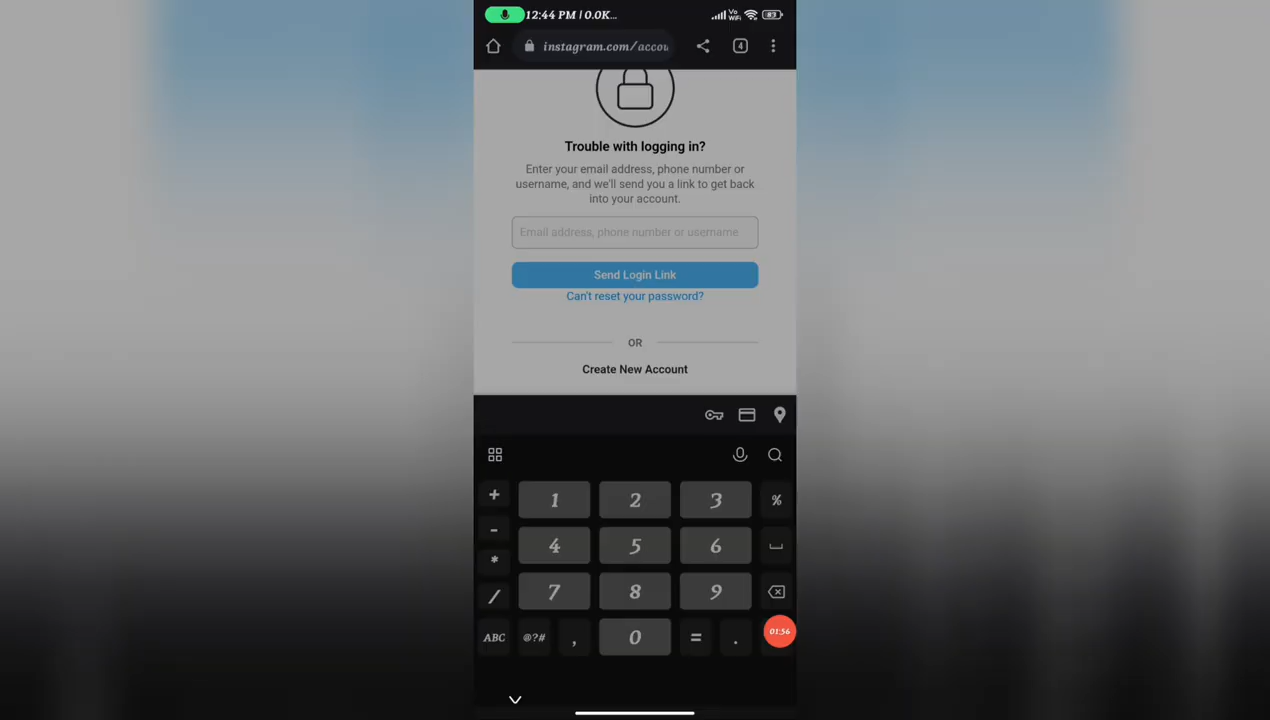 12:44 PM / 0.0K...
Vo
WiFi
instagram.com/accou
4
Trouble with logging in?
Enter your email address, phone number or
username, and we'll send you a link to get back
into your account.
Email address, phone number or username
Send Login Link
Can't reset your password?
OR
Create New Account
+ 1 2 3 %
- 4 5 6
*
/ 7 8 9
ABC @?# , 0 = .
01:56